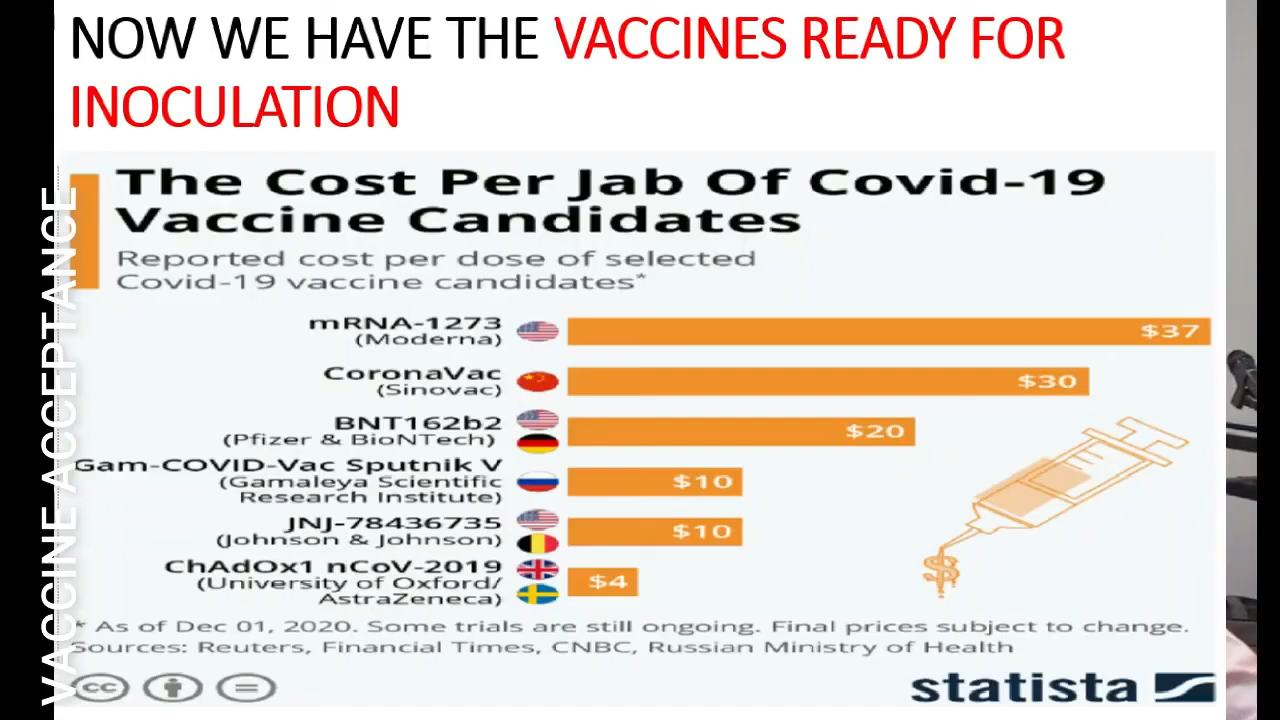 NOW WE HAVE THE VACCINES READY FOR
INOCULATION
VACCINE ACCEPTANCE
The Cost Per Jab Of Covid-19
Vaccine Candidates
Reported cost per dose of selected
Covid-19 vaccine candidates*
mRNA-1273
(Moderna)
$37
CoronaVac
(Sinovac)
$30
BNT162b2
(Pfizer & BioNTech)
$20
Gam-COVID-Vac Sputnik V
(Gamaleya Scientific
Research Institute)
$10
JNJ-78436735
(Johnson & Johnson)
$10
ChAdOx1 nCoV-2019
(University of Oxford/
AstraZeneca)
$4
$
* As of Dec 01, 2020. Some trials are still ongoing. Final prices subject to change.
Sources: Reuters, Financial Times, CNBC, Russian Ministry of Health
cc
statista